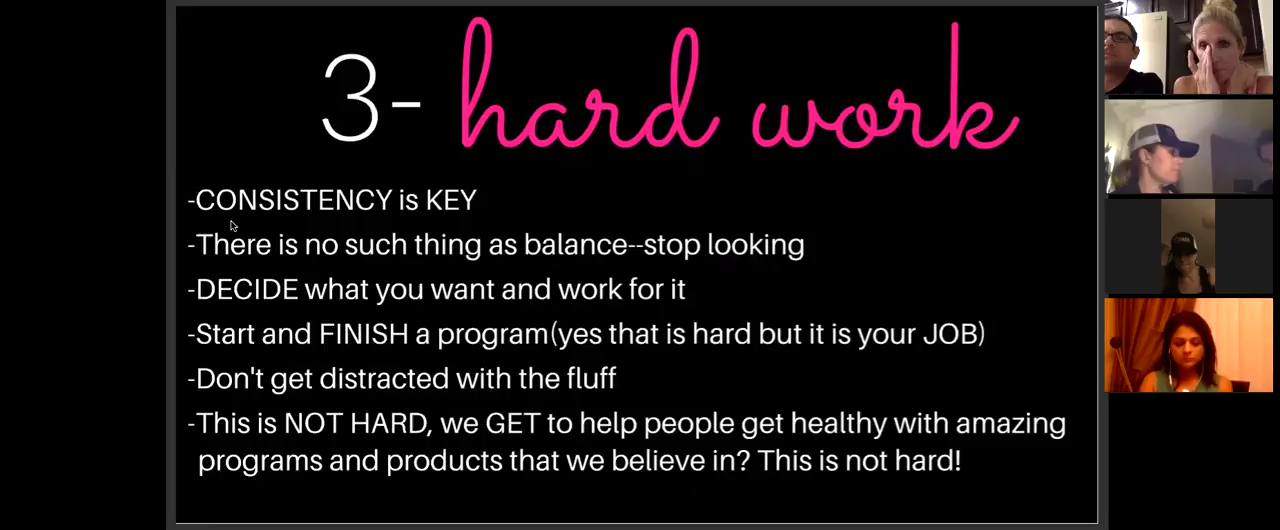 3- hard work
-CONSISTENCY is KEY
-There is no such thing as balance--stop looking
-DECIDE what you want and work for it
-Start and FINISH a program(yes that is hard but it is your JOB)
-Don't get distracted with the fluff
-This is NOT HARD, we GET to help people get healthy with amazing
programs and products that we believe in? This is not hard!